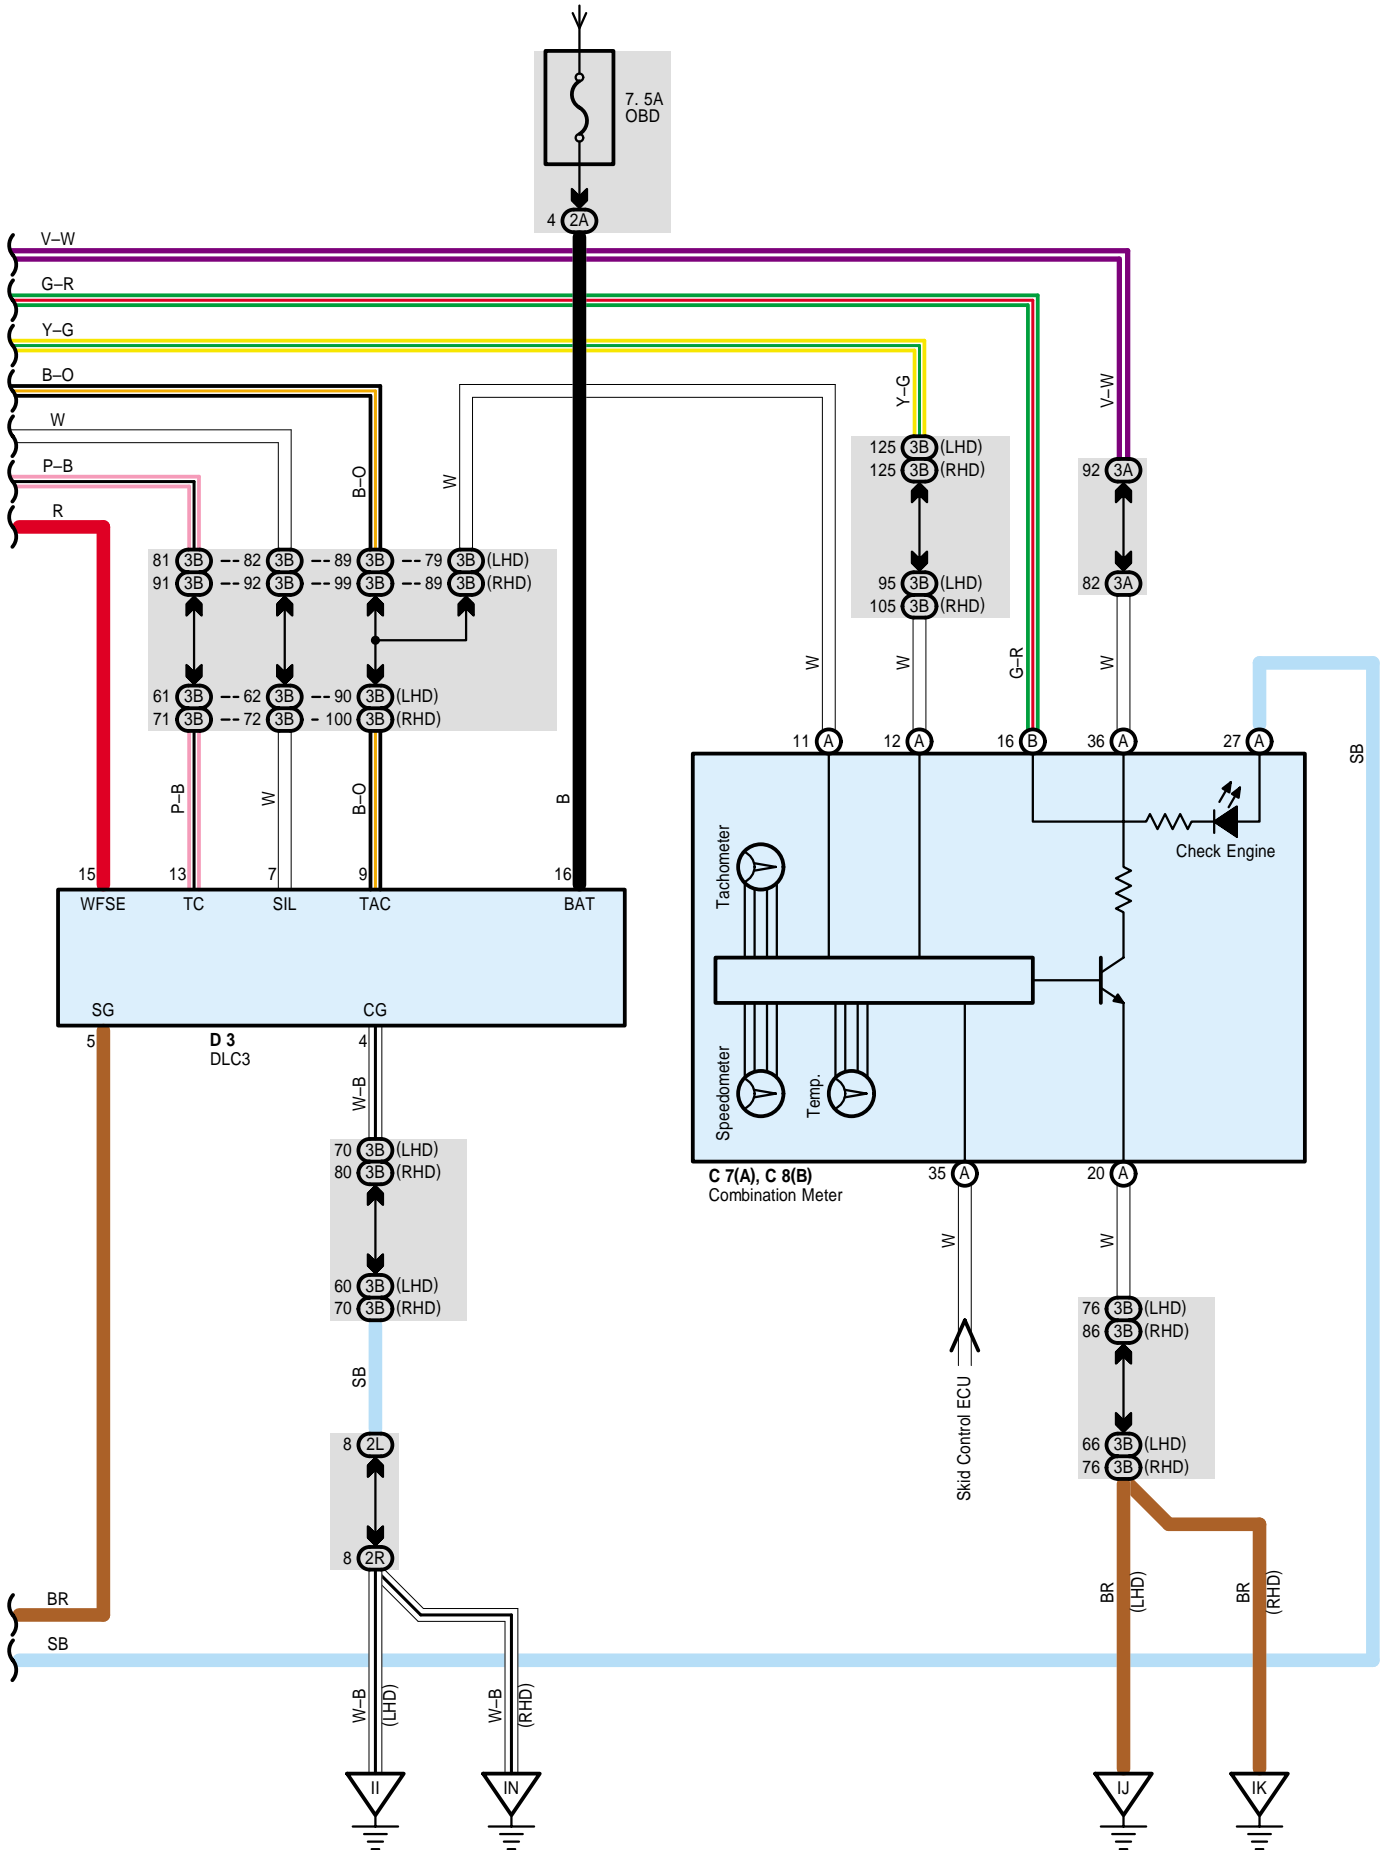 7. 5A
OBD
4 2A
V–W
G–R
Y–G
B–O
W
P–B
R
B–O
W
Y–G
V–W
125 3B (LHD)
125 3B (RHD)
92 3A
81 3B -- 82 3B -- 89 3B -- 79 3B (LHD)
91 3B -- 92 3B -- 99 3B -- 89 3B (RHD)
95 3B (LHD)
105 3B (RHD)
82 3A
61 3B -- 62 3B -- 90 3B (LHD)
71 3B -- 72 3B - 100 3B (RHD)
W
W
G–R
W
11 A
12 A
16 B
36 A
27 A
SB
P–B
W
B–O
B
Check Engine
Tachometer
15
13
7
9
16
WFSE
TC
SIL
TAC
BAT
SG
CG
5
D 3
DLC3
4
Speedometer
Temp.
W–B
70 3B (LHD)
80 3B (RHD)
C 7(A), C 8(B)
Combination Meter
35 A
20 A
W
W
60 3B (LHD)
70 3B (RHD)
76 3B (LHD)
86 3B (RHD)
SB
Skid Control ECU
8 2L
66 3B (LHD)
76 3B (RHD)
8 2R
BR
SB
BR
(LHD)
BR
(RHD)
W–B
(LHD)
W–B
(RHD)
II
IN
IJ
IK